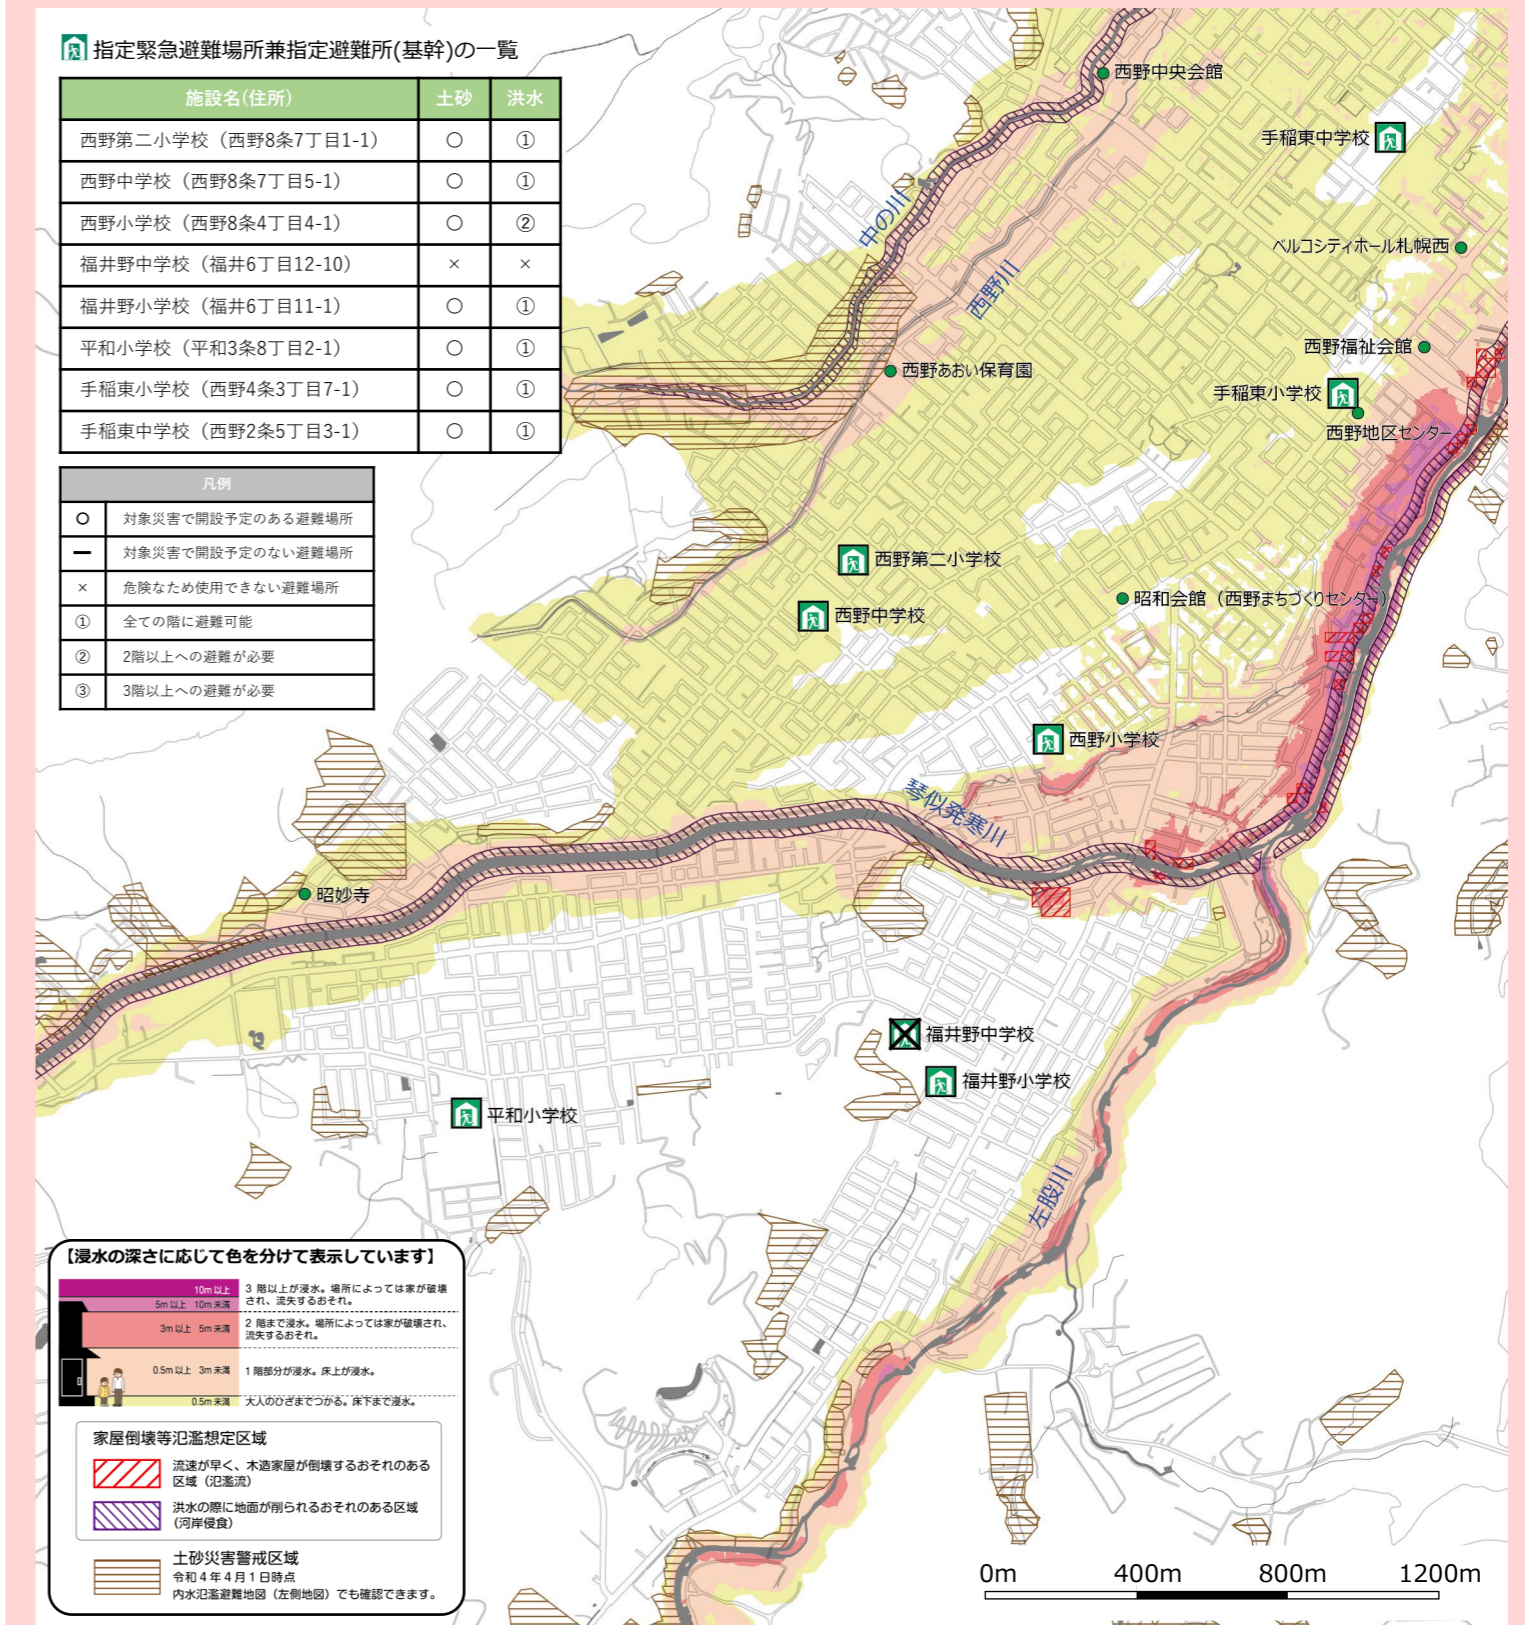 指定緊急避難場所兼指定避難所(基幹)の一覧
施設名(住所) 土砂 洪水
西野第二小学校（西野8条7丁目1-1） ○ ①
西野中学校（西野8条7丁目5-1） ○ ①
西野小学校（西野8条4丁目4-1） ○ ②
福井野中学校（福井6丁目12-10） × ×
福井野小学校（福井6丁目11-1） ○ ①
平和小学校（平和3条8丁目2-1） ○ ①
手稲東小学校（西野4条3丁目7-1） ○ ①
手稲東中学校（西野2条5丁目3-1） ○ ①
凡例
○ 対象災害で開設予定のある避難場所
ー 対象災害で開設予定のない避難場所
× 危険なため使用できない避難場所
① 全ての階に避難可能
② 2階以上への避難が必要
③ 3階以上への避難が必要
西野中央会館
手稲東中学校
中の川
ベルコシティホール札幌西
西野川
西野福祉会館
西野あおい保育園
手稲東小学校
西野地区センター
西野第二小学校
昭和会館（西野まちづくりセンター）
西野中学校
西野小学校
琴似発寒川
昭妙寺
福井野中学校
福井野小学校
平和小学校
左股川
【浸水の深さに応じて色を分けて表示しています】
10m以上
5m以上 10m未満
3階以上が浸水。場所によっては家が破壊
され、流失するおそれ。
3m以上 5m未満
2階まで浸水。場所によっては家が破壊され、
流失するおそれ。
0.5m以上 3m未満 1階部分が浸水。床上が浸水。
0.5m未満 大人のひざまでつかる。床下まで浸水。
家屋倒壊等氾濫想定区域
流速が早く、木造家屋が倒壊するおそれのある
区域（氾濫流）
洪水の際に地面が削られるおそれのある区域
（河岸侵食）
土砂災害警戒区域
令和4年4月1日時点
内水氾濫避難地図（左側地図）でも確認できます。
0m 400m 800m 1200m